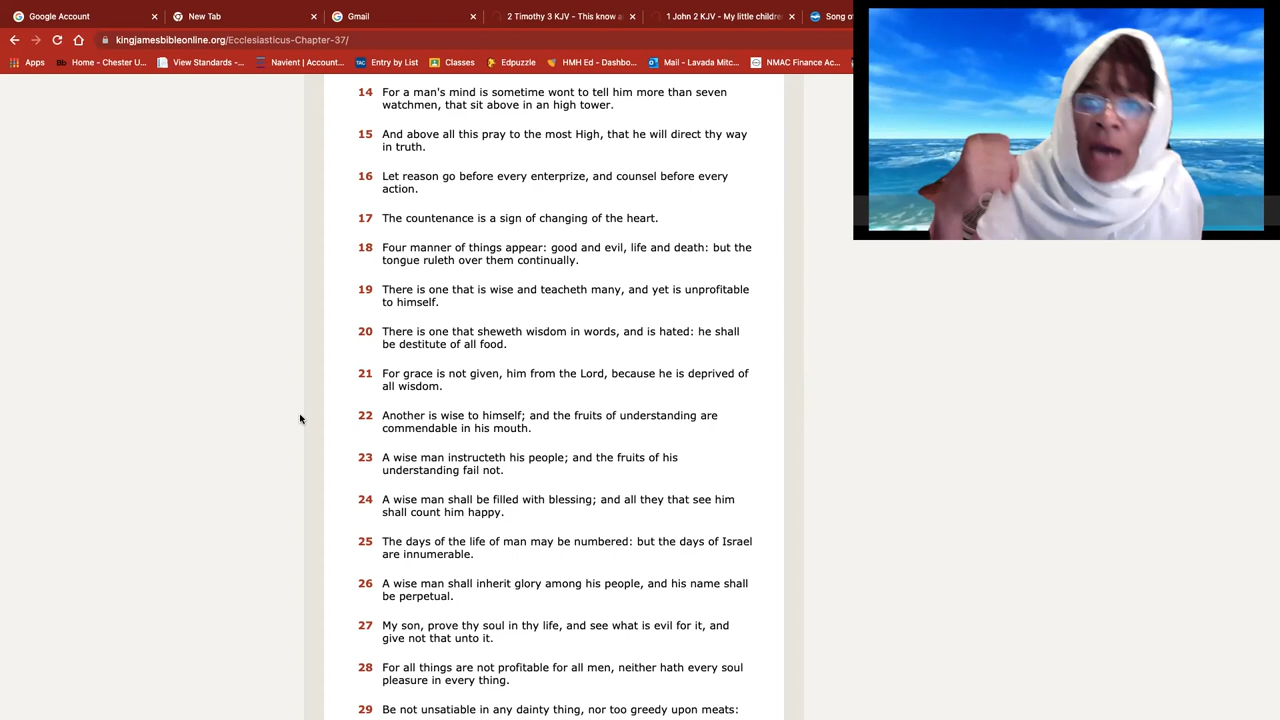 Google Account
New Tab
Gmail
2 Timothy 3 KJV - This know a
1 John 2 KJV - My little childre
Song of
kingjamesbibleonline.org/Ecclesiasticus-Chapter-37/
Apps
Bb Home - Chester U...
View Standards -...
Navient | Account...
TAC Entry by List
Classes
Edpuzzle
HMH Ed - Dashbo...
Mail - Lavada Mitc...
NMAC Finance Ac...
14 For a man's mind is sometime wont to tell him more than seven
watchmen, that sit above in an high tower.
15 And above all this pray to the most High, that he will direct thy way
in truth.
16 Let reason go before every enterprize, and counsel before every
action.
17 The countenance is a sign of changing of the heart.
18 Four manner of things appear: good and evil, life and death: but the
tongue ruleth over them continually.
19 There is one that is wise and teacheth many, and yet is unprofitable
to himself.
20 There is one that sheweth wisdom in words, and is hated: he shall
be destitute of all food.
21 For grace is not given, him from the Lord, because he is deprived of
all wisdom.
22 Another is wise to himself; and the fruits of understanding are
commendable in his mouth.
23 A wise man instructeth his people; and the fruits of his
understanding fail not.
24 A wise man shall be filled with blessing; and all they that see him
shall count him happy.
25 The days of the life of man may be numbered: but the days of Israel
are innumerable.
26 A wise man shall inherit glory among his people, and his name shall
be perpetual.
27 My son, prove thy soul in thy life, and see what is evil for it, and
give not that unto it.
28 For all things are not profitable for all men, neither hath every soul
pleasure in every thing.
29 Be not unsatiable in any dainty thing, nor too greedy upon meats: